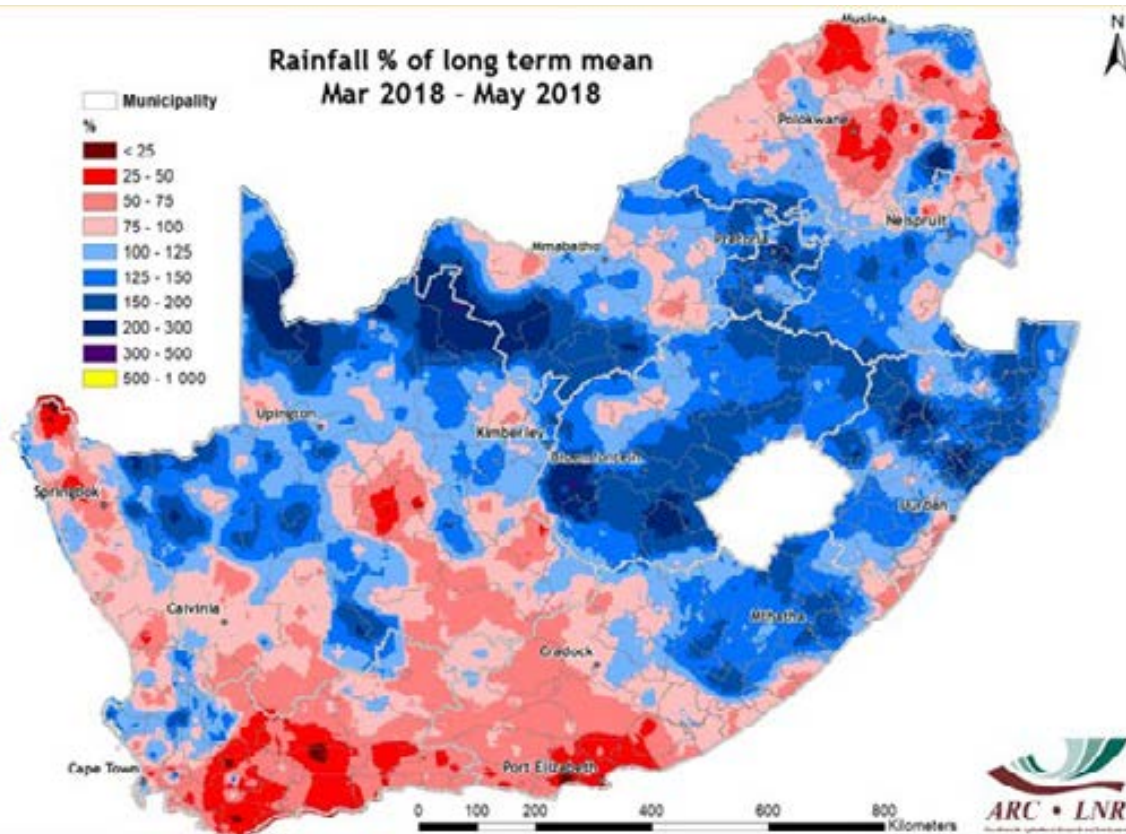 Rainfall % of long term mean
Mar 2018 - May 2018
N
Municipality
%
< 25
25 - 50
50 - 75
75 - 100
100 - 125
125 - 150
150 - 200
200 - 300
300 - 500
500 - 1 000
Musina
Polokwane
Nelspruit
Pretoria
Mmabatho
Upington
Kimberley
Bloemfontein
Springbok
Durban
Calvinia
Mthatha
Cradock
Cape Town
Port Elizabeth
0 200 400 600 800
Kilometers
ARC • LNR